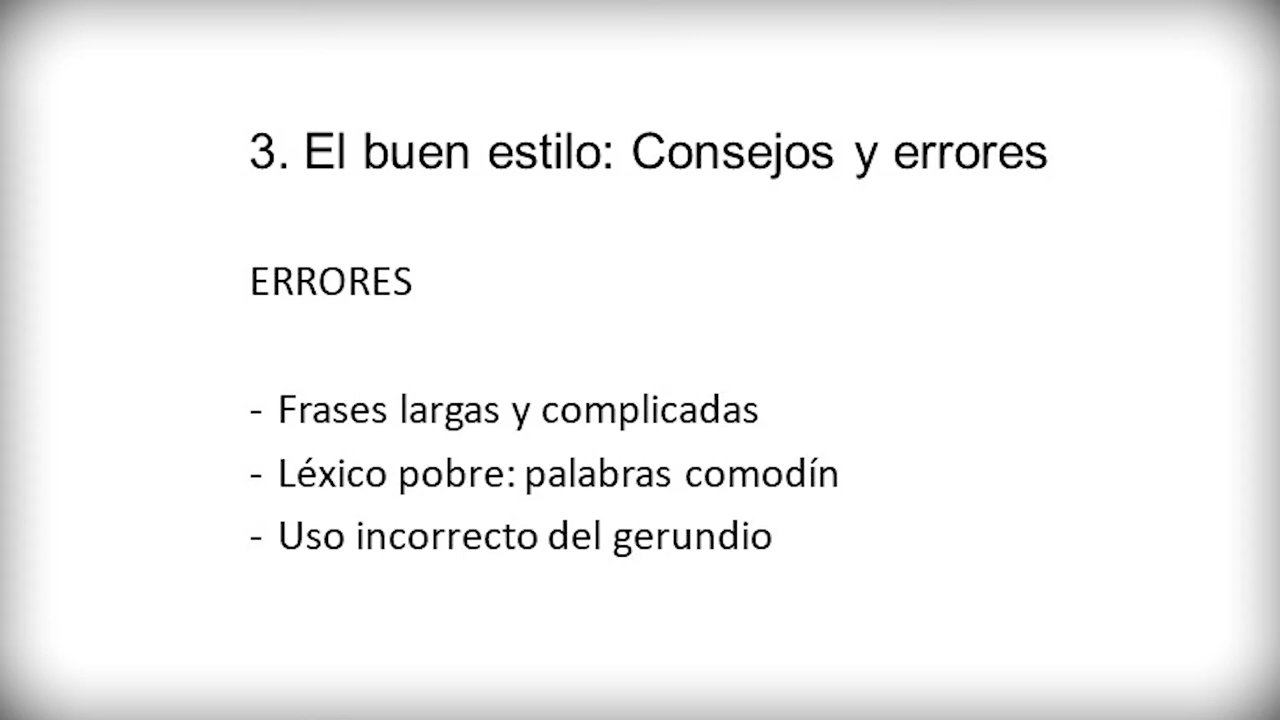 3. El buen estilo: Consejos y errores
ERRORES
- Frases largas y complicadas
- Léxico pobre: palabras comodín
- Uso incorrecto del gerundio